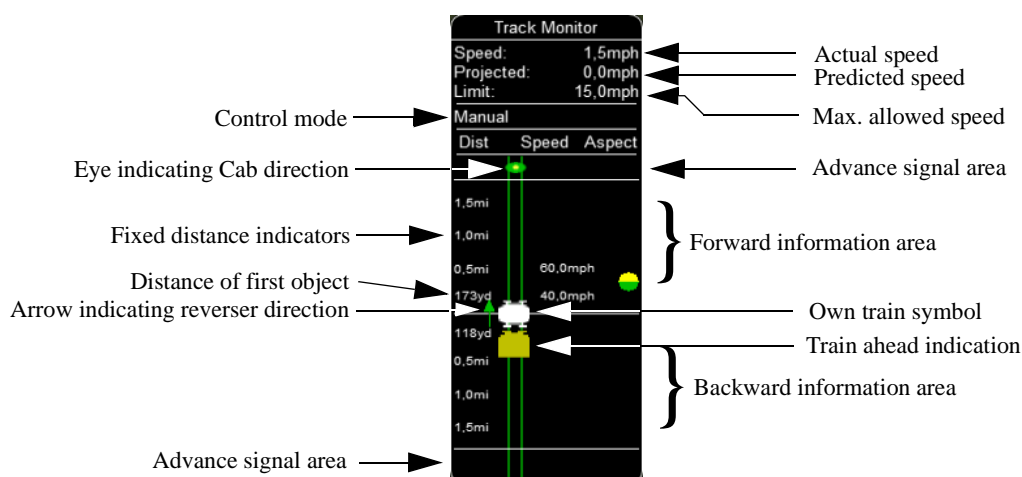 Track Monitor
Speed: 1,5mph
Projected: 0,0mph
Limit: 15,0mph
Manual
Dist Speed Aspect
1,5mi
1,0mi
0,5mi 60,0mph
173yd 40,0mph
118yd
0,5mi
1,0mi
1,5mi
Control mode
Eye indicating Cab direction
Fixed distance indicators
Distance of first object
Arrow indicating reverser direction
Advance signal area
Actual speed
Predicted speed
Max. allowed speed
Advance signal area
Forward information area
Own train symbol
Train ahead indication
Backward information area